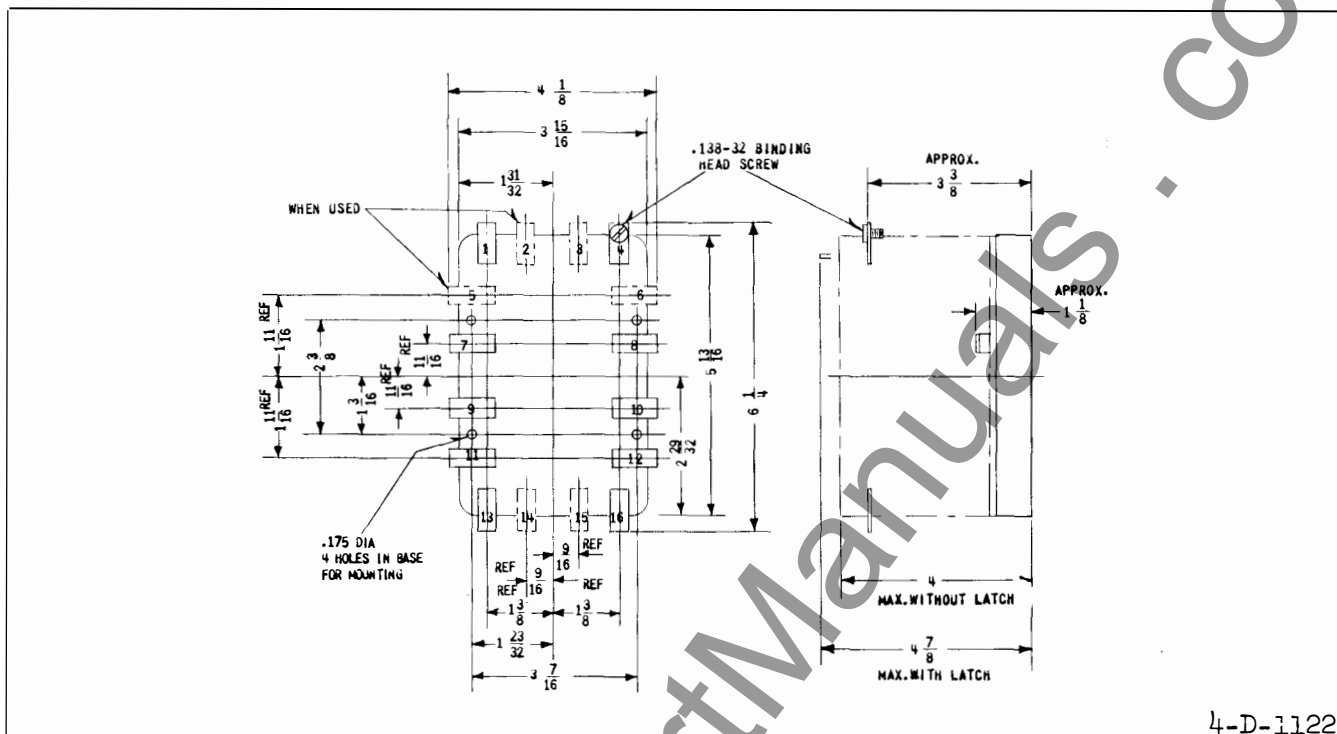 4 1/8
3 15/16
1 31/32
.138-32 BINDING
HEAD SCREW
APPROX.
3 3/8
WHEN USED
1 2 3 4
5 6
7 8
9 10
11 12
13 14 15 16
1 11/16 REF
2 3/8
11/16 REF
11/16 REF
1 3/16
1 11/16 REF
5 13/16
6 1/4
2 29/32
APPROX.
1 1/8
.175 DIA
4 HOLES IN BASE
FOR MOUNTING
9/16 REF
REF 9/16
REF 1 3/8
1 3/8 REF
1 23/32
3 7/16
4
MAX.WITHOUT LATCH
4 7/8
MAX.WITH LATCH
4-D-1122
tManuals . co